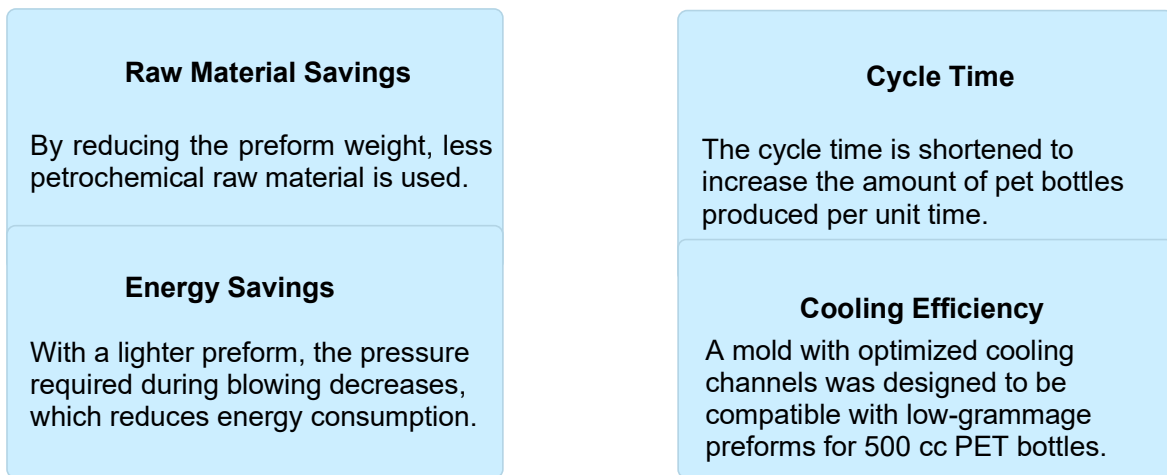 Raw Material Savings
By reducing the preform weight, less
petrochemical raw material is used.
Energy Savings
With a lighter preform, the pressure
required during blowing decreases,
which reduces energy consumption.
Cycle Time
The cycle time is shortened to
increase the amount of pet bottles
produced per unit time.
Cooling Efficiency
A mold with optimized cooling
channels was designed to be
compatible with low-grammage
preforms for 500 cc PET bottles.